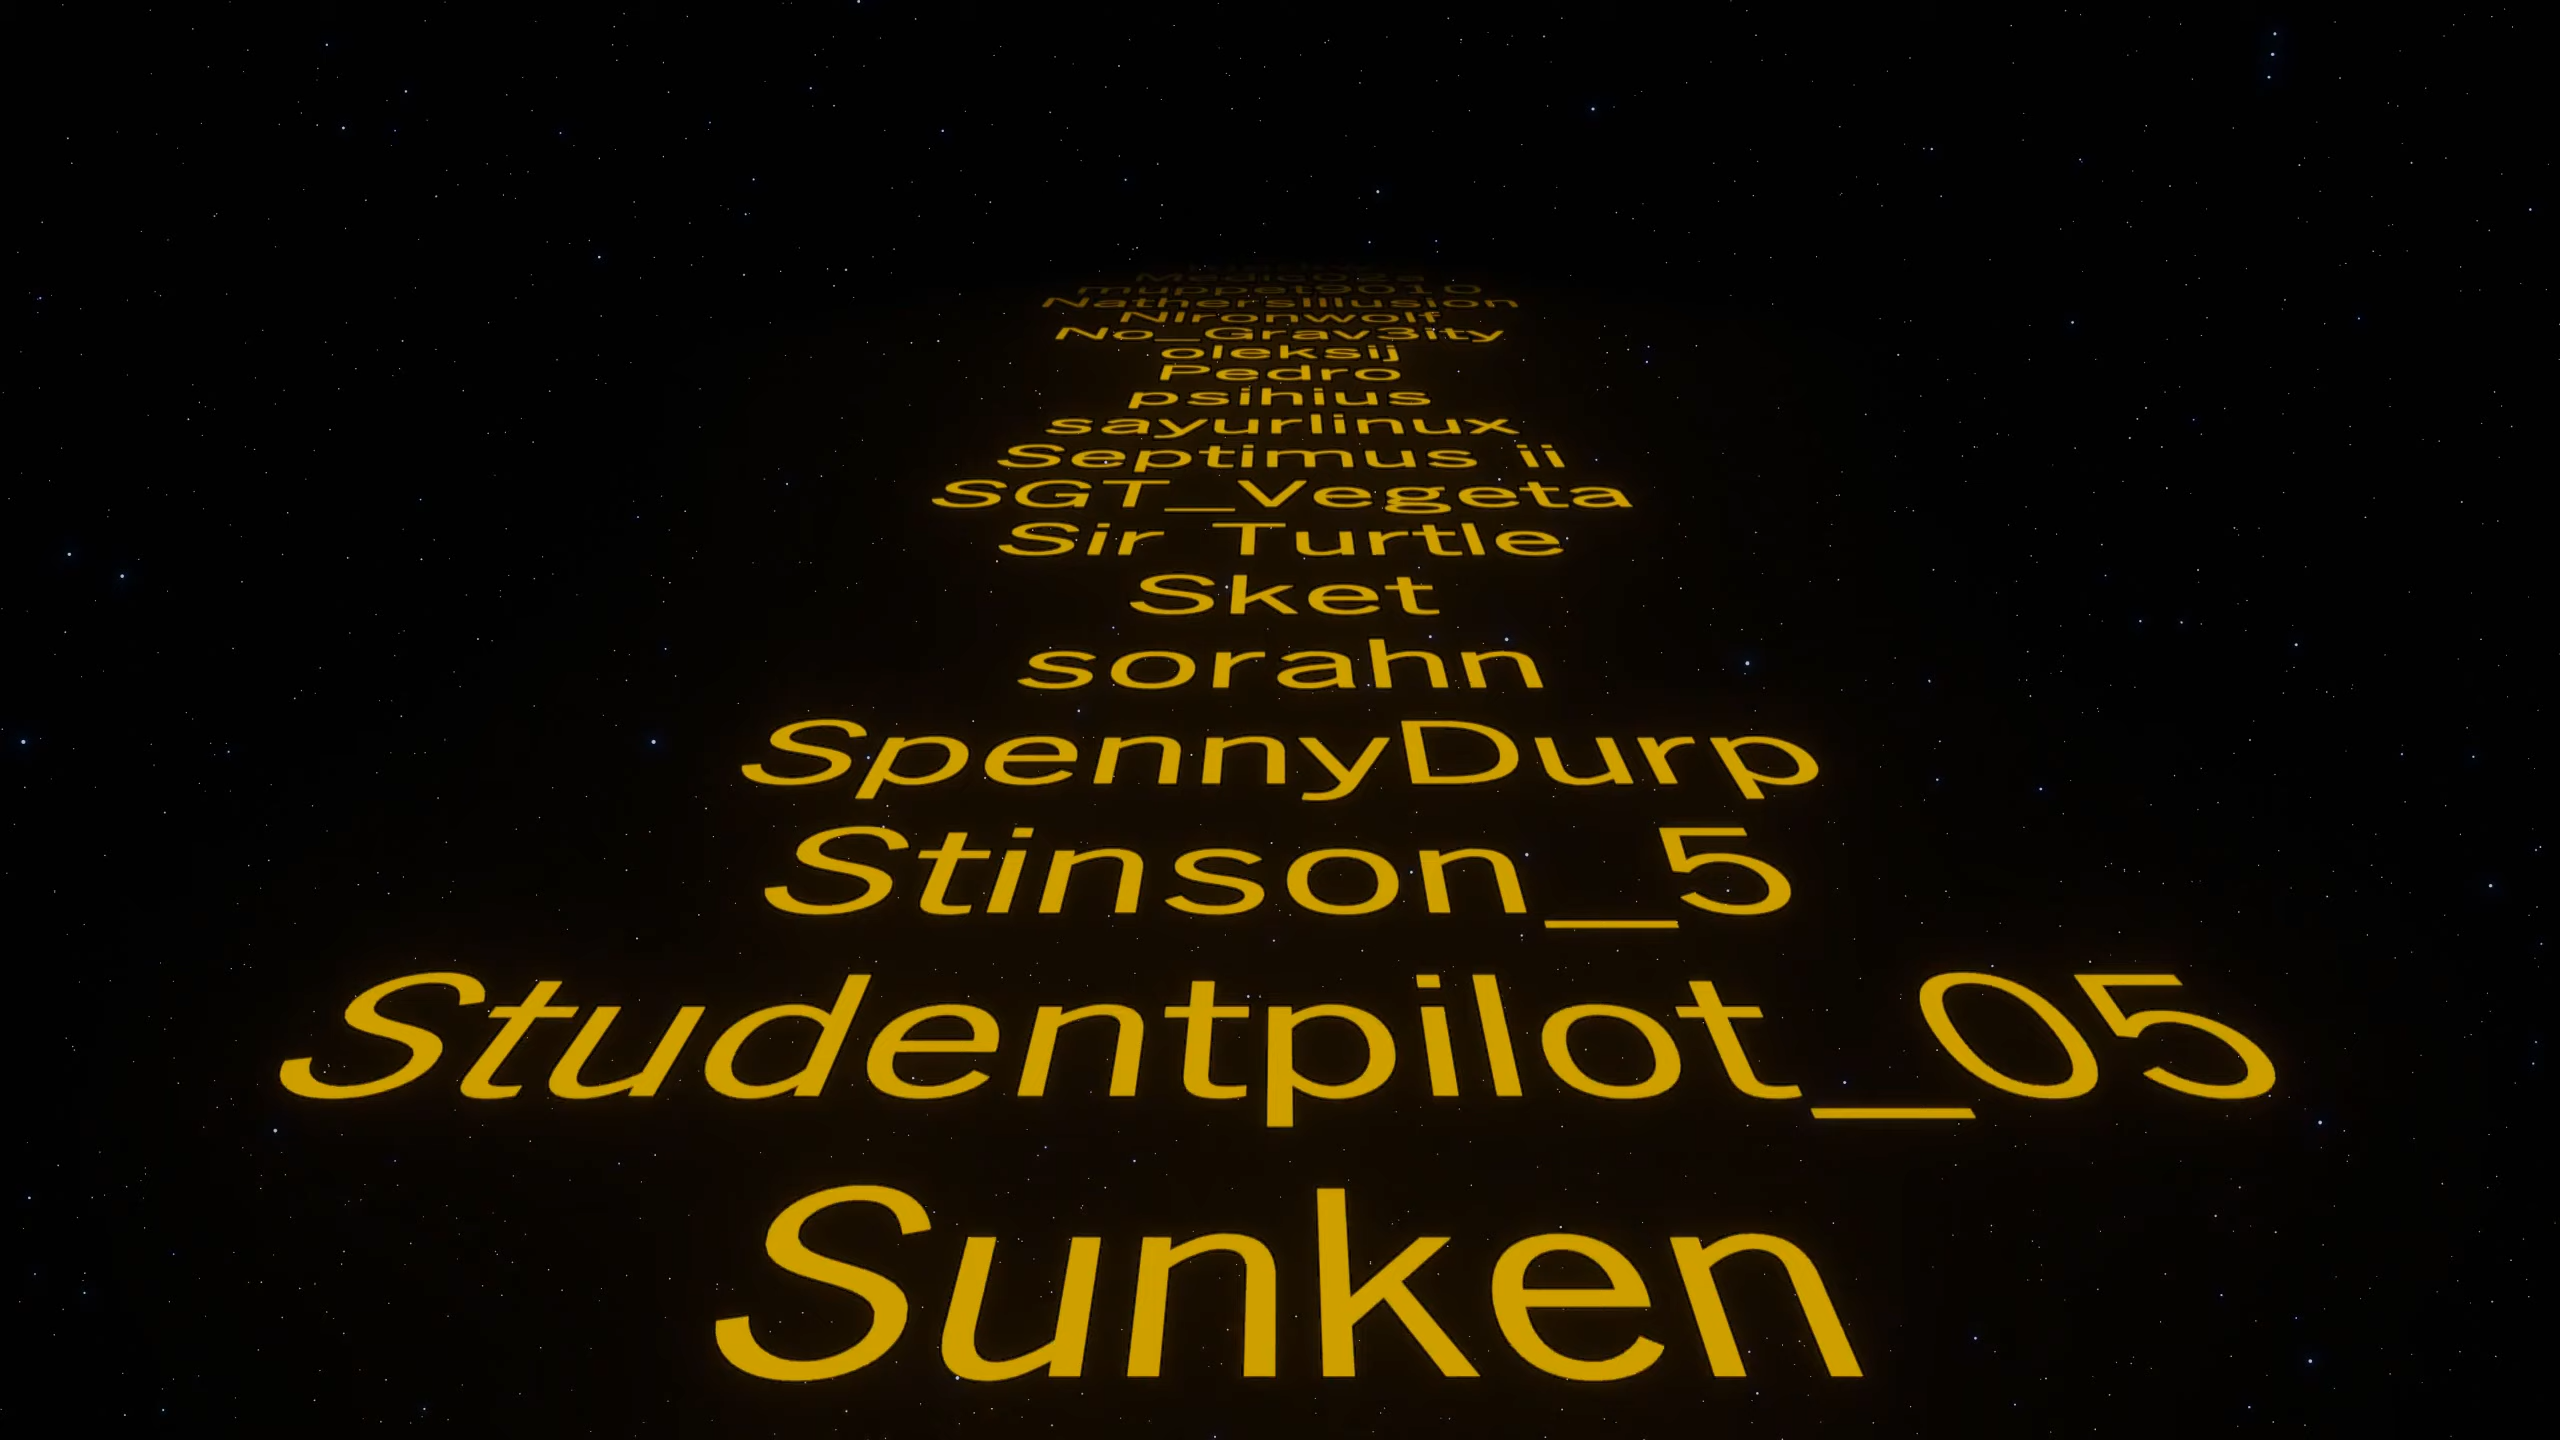 Medic02a
muppet9010
NathersIllusion
NIronwolf
No_Grav3ity
oleksij
Pedro
psihius
sayurlinux
Septimus ii
SGT_Vegeta
Sir Turtle
Sket
sorahn
SpennyDurp
Stinson_5
Studentpilot_05
Sunken